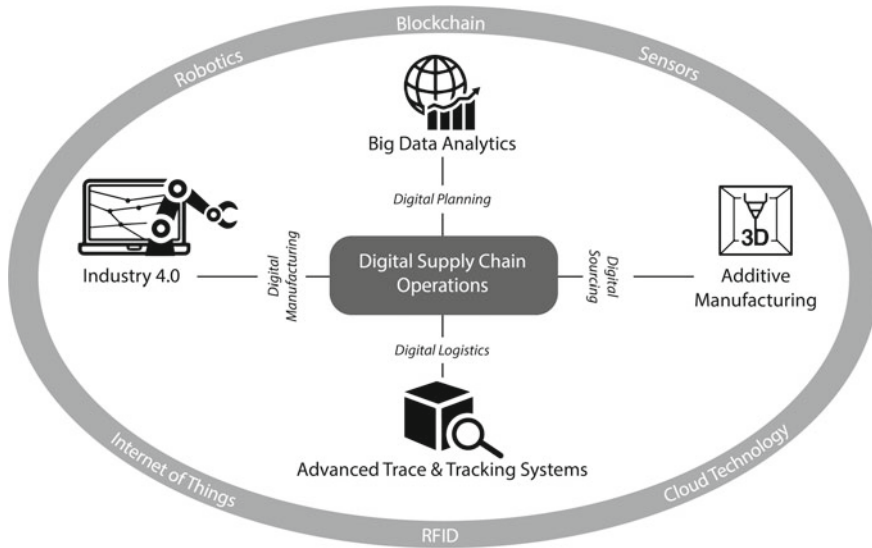 Blockchain
Robotics
Sensors
Big Data Analytics
Digital Planning
Industry 4.0
Digital
Manufacturing
Digital Supply Chain
Operations
Digital
Sourcing
3D
Additive
Manufacturing
Digital Logistics
Advanced Trace & Tracking Systems
Internet of Things
RFID
Cloud Technology